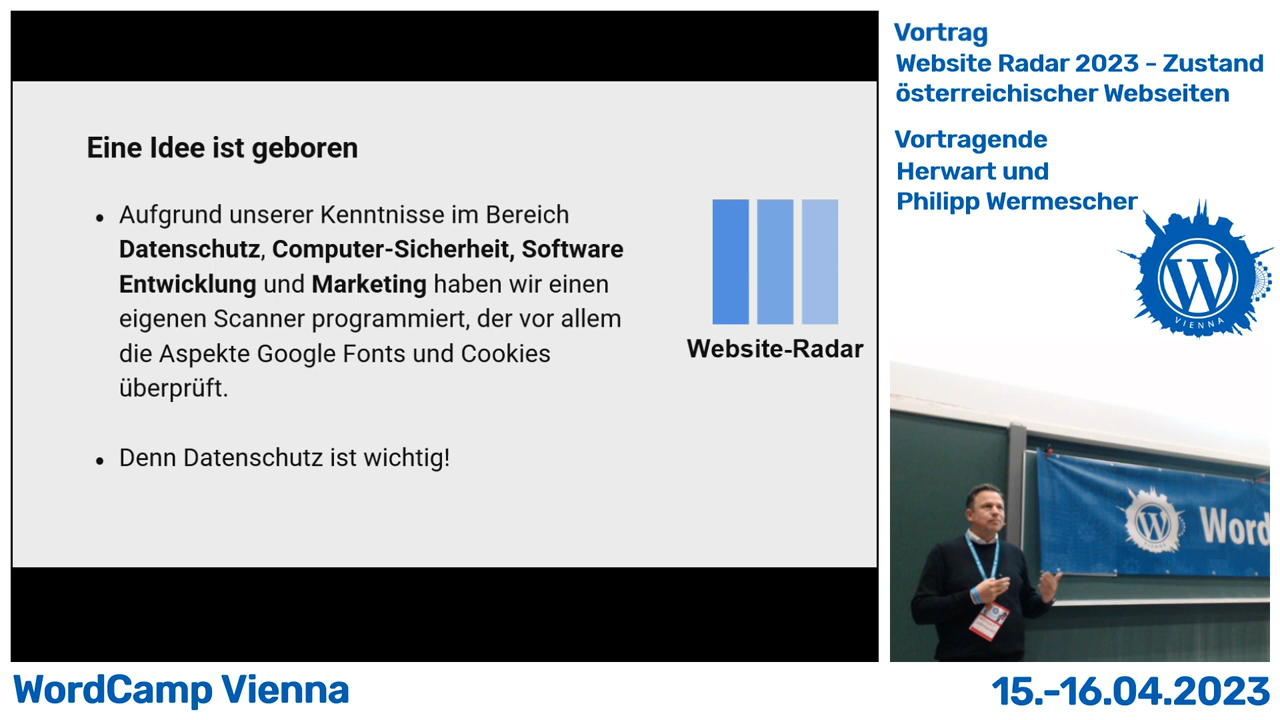 Eine Idee ist geboren
• Aufgrund unserer Kenntnisse im Bereich
Datenschutz, Computer-Sicherheit, Software
Entwicklung und Marketing haben wir einen
eigenen Scanner programmiert, der vor allem
die Aspekte Google Fonts und Cookies
überprüft.
• Denn Datenschutz ist wichtig!
Website-Radar
Vortrag
Website Radar 2023 - Zustand
österreichischer Webseiten
Vortragende
Herwart und
Philipp Wermescher
W
VIENNA
W
Word
WordCamp Vienna
15.-16.04.2023